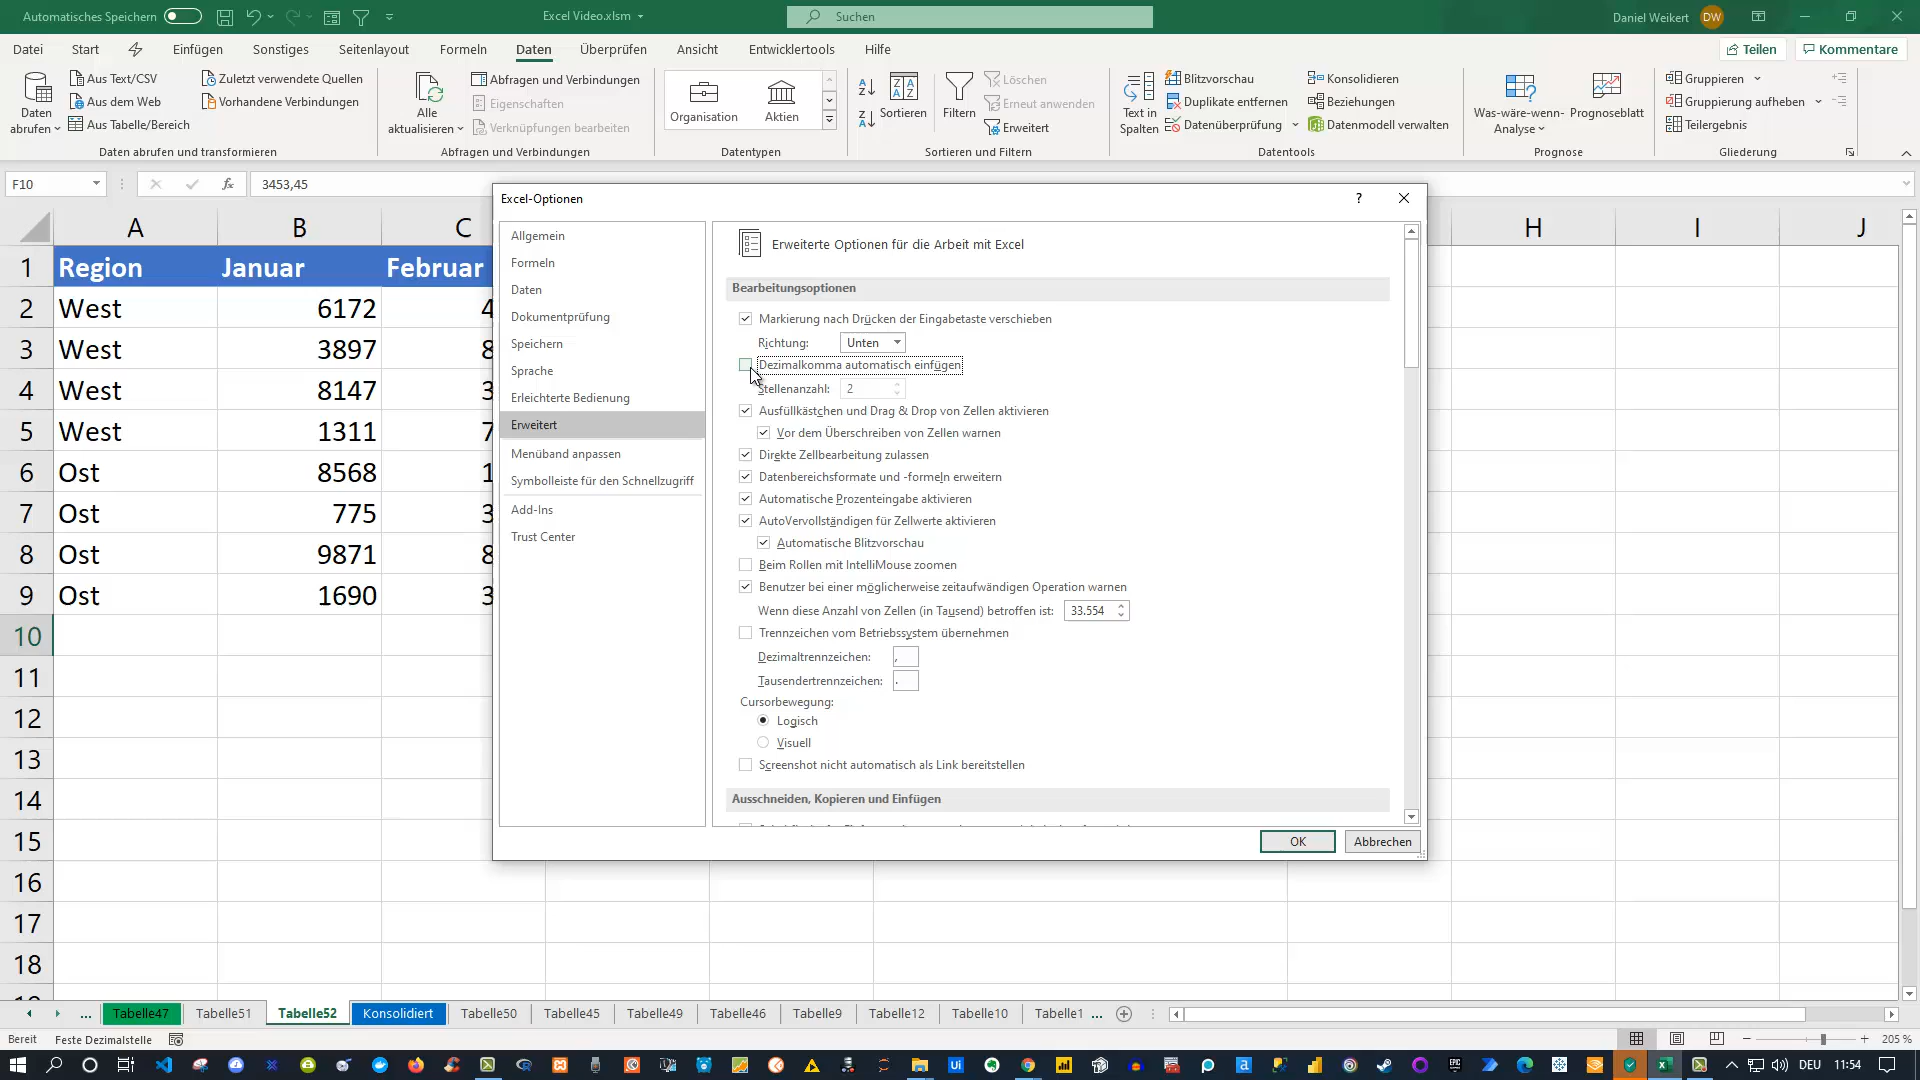 Automatisches Speichern Excel Video.xlsm Suchen Daniel Weikert DW
Datei Start Einfügen Sonstiges Seitenlayout Formeln Daten Überprüfen Ansicht Entwicklertools Hilfe Teilen Kommentare
Daten abrufen
Aus Text/CSV
Aus dem Web
Aus Tabelle/Bereich
Zuletzt verwendete Quellen
Vorhandene Verbindungen
Daten abrufen und transformieren
Alle aktualisieren
Abfragen und Verbindungen
Eigenschaften
Verknüpfungen bearbeiten
Abfragen und Verbindungen
Organisation Aktien
Datentypen
Sortieren
Filtern
Löschen
Erneut anwenden
Erweitert
Sortieren und Filtern
Text in Spalten
Blitzvorschau
Duplikate entfernen
Datenüberprüfung
Konsolidieren
Beziehungen
Datenmodell verwalten
Datentools
Was-wäre-wenn-Analyse
Prognoseblatt
Prognose
Gruppieren
Gruppierung aufheben
Teilergebnis
Gliederung
F10 fx 3453,45
A B C H I J
1 Region Januar Februar
2 West 6172 4
3 West 3897 8
4 West 8147 3
5 West 1311 7
6 Ost 8568 1
7 Ost 775 3
8 Ost 9871 8
9 Ost 1690 3
10
11
12
13
14
15
16
17
18
Excel-Optionen ?
Allgemein
Formeln
Daten
Dokumentprüfung
Speichern
Sprache
Erleichterte Bedienung
Erweitert
Menüband anpassen
Symbolleiste für den Schnellzugriff
Add-Ins
Trust Center
Erweiterte Optionen für die Arbeit mit Excel
Bearbeitungsoptionen
Markierung nach Drücken der Eingabetaste verschieben
Richtung: Unten
Dezimalkomma automatisch einfügen
Stellenanzahl: 2
Ausfüllkästchen und Drag & Drop von Zellen aktivieren
Vor dem Überschreiben von Zellen warnen
Direkte Zellbearbeitung zulassen
Datenbereichsformate und -formeln erweitern
Automatische Prozenteingabe aktivieren
AutoVervollständigen für Zellwerte aktivieren
Automatische Blitzvorschau
Beim Rollen mit IntelliMouse zoomen
Benutzer bei einer möglicherweise zeitaufwändigen Operation warnen
Wenn diese Anzahl von Zellen (in Tausend) betroffen ist: 33.554
Trennzeichen vom Betriebssystem übernehmen
Dezimaltrennzeichen: ,
Tausendertrennzeichen: .
Cursorbewegung:
Logisch
Visuell
Screenshot nicht automatisch als Link bereitstellen
Ausschneiden, Kopieren und Einfügen
OK Abbrechen
... Tabelle47 Tabelle51 Tabelle52 Konsolidiert Tabelle50 Tabelle45 Tabelle49 Tabelle46 Tabelle9 Tabelle12 Tabelle10 Tabelle1 ...
Bereit Feste Dezimalstelle 205 %
DEU 11:54